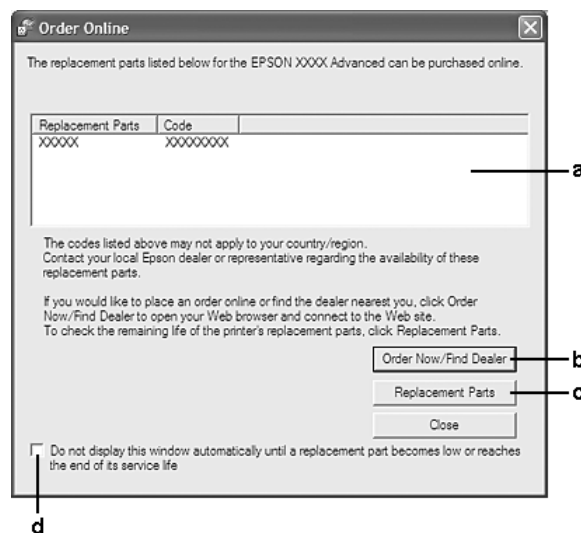 Order Online
The replacement parts listed below for the EPSON XXXX Advanced can be purchased online.
Replacement Parts Code
XXXXX XXXXXXXX
a
The codes listed above may not apply to your country/region.
Contact your local Epson dealer or representative regarding the availability of these
replacement parts.
If you would like to place an order online or find the dealer nearest you, click Order
Now/Find Dealer to open your Web browser and connect to the Web site.
To check the remaining life of the printer's replacement parts, click Replacement Parts.
Order Now/Find Dealer b
Replacement Parts c
Close
Do not display this window automatically until a replacement part becomes low or reaches
the end of its service life
d